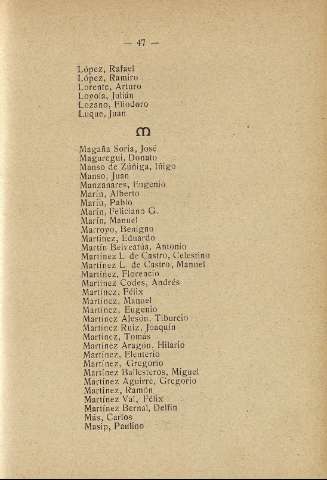 — 47 —
López, Rafael
López, Ramiro
Lorente, Arturo
Loyola, Julián
Lozano, Eliodoro
Luque, Juan
M
Magaña Soria, José
Maguregui, Donato
Manso de Zúñiga, Iñigo
Manso, Juan
Manzanares, Eugenio
Marín, Alberto
Marín, Pablo
Marín, Feliciano G.
Marín, Manuel
Marroyo, Benigno
Martínez, Eduardo
Martín Belveatúa, Antonio
Martínez L. de Castro, Celestino
Martínez L. de Castro, Manuel
Martínez, Florencio
Martínez Codes, Andrés
Martínez, Félix
Martínez, Manuel
Martínez, Eugenio
Martínez Alesón, Tiburcio
Martínez Ruiz, Joaquín
Martínez, Tomás
Martínez Aragón, Hilario
Martínez, Eleuterio
Martínez, Gregorio
Martínez Ballesteros, Miguel
Martínez Aguirre, Gregorio
Martínez, Ramón
Martínez Val, Félix
Martínez Bernal, Delfín
Más, Carlos
Masip, Paulino